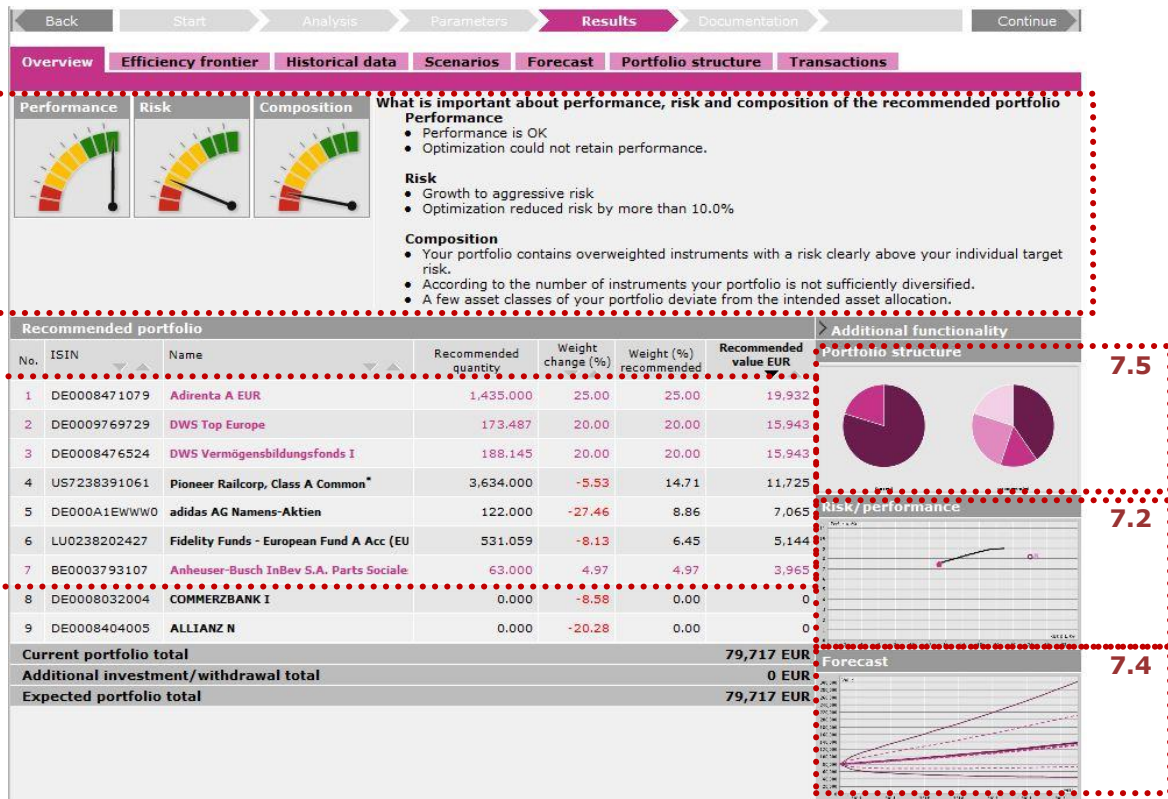 Back Start Analysis Parameters Results Documentation Continue
Overview Efficiency frontier Historical data Scenarios Forecast Portfolio structure Transactions
Performance Risk Composition
What is important about performance, risk and composition of the recommended portfolio
Performance
• Performance is OK
• Optimization could not retain performance.
Risk
• Growth to aggressive risk
• Optimization reduced risk by more than 10.0%
Composition
• Your portfolio contains overweighted instruments with a risk clearly above your individual target
risk.
• According to the number of instruments your portfolio is not sufficiently diversified.
• A few asset classes of your portfolio deviate from the intended asset allocation.
Recommended portfolio
No. ISIN Name Recommended quantity Weight change (%) Weight (%) recommended Recommended value EUR
1 DE0008471079 Adirenta A EUR 1,435.000 25.00 25.00 19,932
2 DE0009769729 DWS Top Europe 173.487 20.00 20.00 15,943
3 DE0008476524 DWS Vermögensbildungsfonds I 188.145 20.00 20.00 15,943
4 US7238391061 Pioneer Railcorp, Class A Common* 3,634.000 -5.53 14.71 11,725
5 DE000A1EWWW0 adidas AG Namens-Aktien 122.000 -27.46 8.86 7,065
6 LU0238202427 Fidelity Funds - European Fund A Acc (EU 531.059 -8.13 6.45 5,144
7 BE0003793107 Anheuser-Busch InBev S.A. Parts Sociale 63.000 4.97 4.97 3,965
8 DE0008032004 COMMERZBANK I 0.000 -8.58 0.00 0
9 DE0008404005 ALLIANZ N 0.000 -20.28 0.00 0
Current portfolio total 79,717 EUR
Additional investment/withdrawal total 0 EUR
Expected portfolio total 79,717 EUR
Additional functionality
Portfolio structure
7.5
Risk/performance
7.2
Forecast
7.4